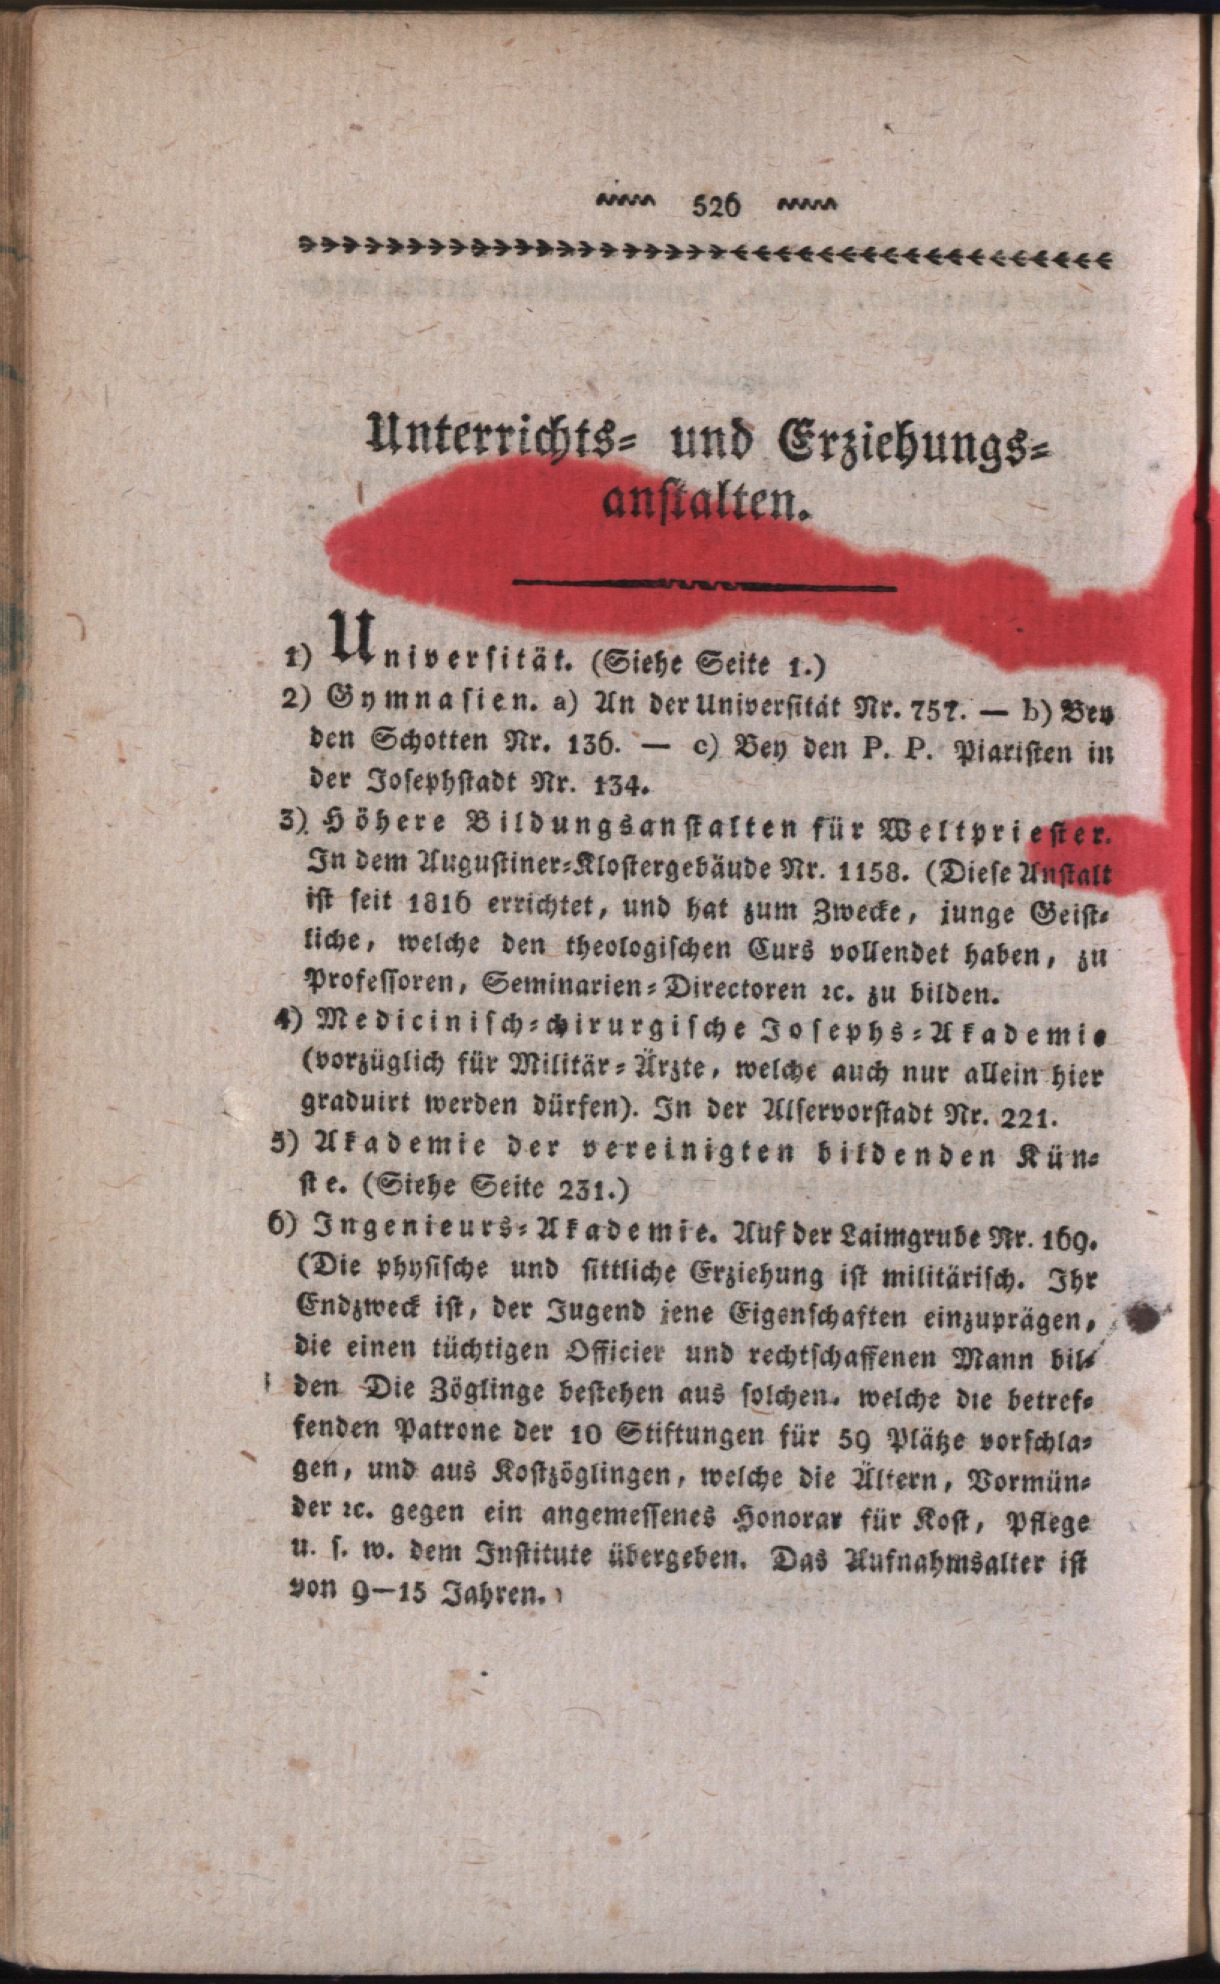 526
Unterrichts- und Erziehungs-
anstalten.
1) Universität. (Siehe Seite 1.)
2) Gymnasien. a) An der Universität Nr. 757. — b) Bey
den Schotten Nr. 136. — c) Bey den P. P. Piaristen in
der Josephstadt Nr. 134.
3) Höhere Bildungsanstalten für Weltpriester.
In dem Augustiner-Klostergebäude Nr. 1158. (Diese Anstalt
ist seit 1816 errichtet, und hat zum Zwecke, junge Geist-
liche, welche den theologischen Curs vollendet haben, zu
Professoren, Seminarien-Directoren ꝛc. zu bilden.
4) Medicinisch-chirurgische Josephs-Akademie
(vorzüglich für Militär-Ärzte, welche auch nur allein hier
graduirt werden dürfen). In der Alservorstadt Nr. 221.
5) Akademie der vereinigten bildenden Kün-
ste. (Siehe Seite 231.)
6) Ingenieurs-Akademie. Auf der Laimgrube Nr. 169.
(Die physische und sittliche Erziehung ist militärisch. Ihr
Endzweck ist, der Jugend jene Eigenschaften einzuprägen,
die einen tüchtigen Officier und rechtschaffenen Mann bil-
den Die Zöglinge bestehen aus solchen, welche die betref-
fenden Patrone der 10 Stiftungen für 59 Plätze vorschla-
gen, und aus Kostzöglingen, welche die Ältern, Vormün-
der ꝛc. gegen ein angemessenes Honorar für Kost, Pflege
u. s. w. dem Institute übergeben. Das Aufnahmsalter ist
von 9—15 Jahren.)